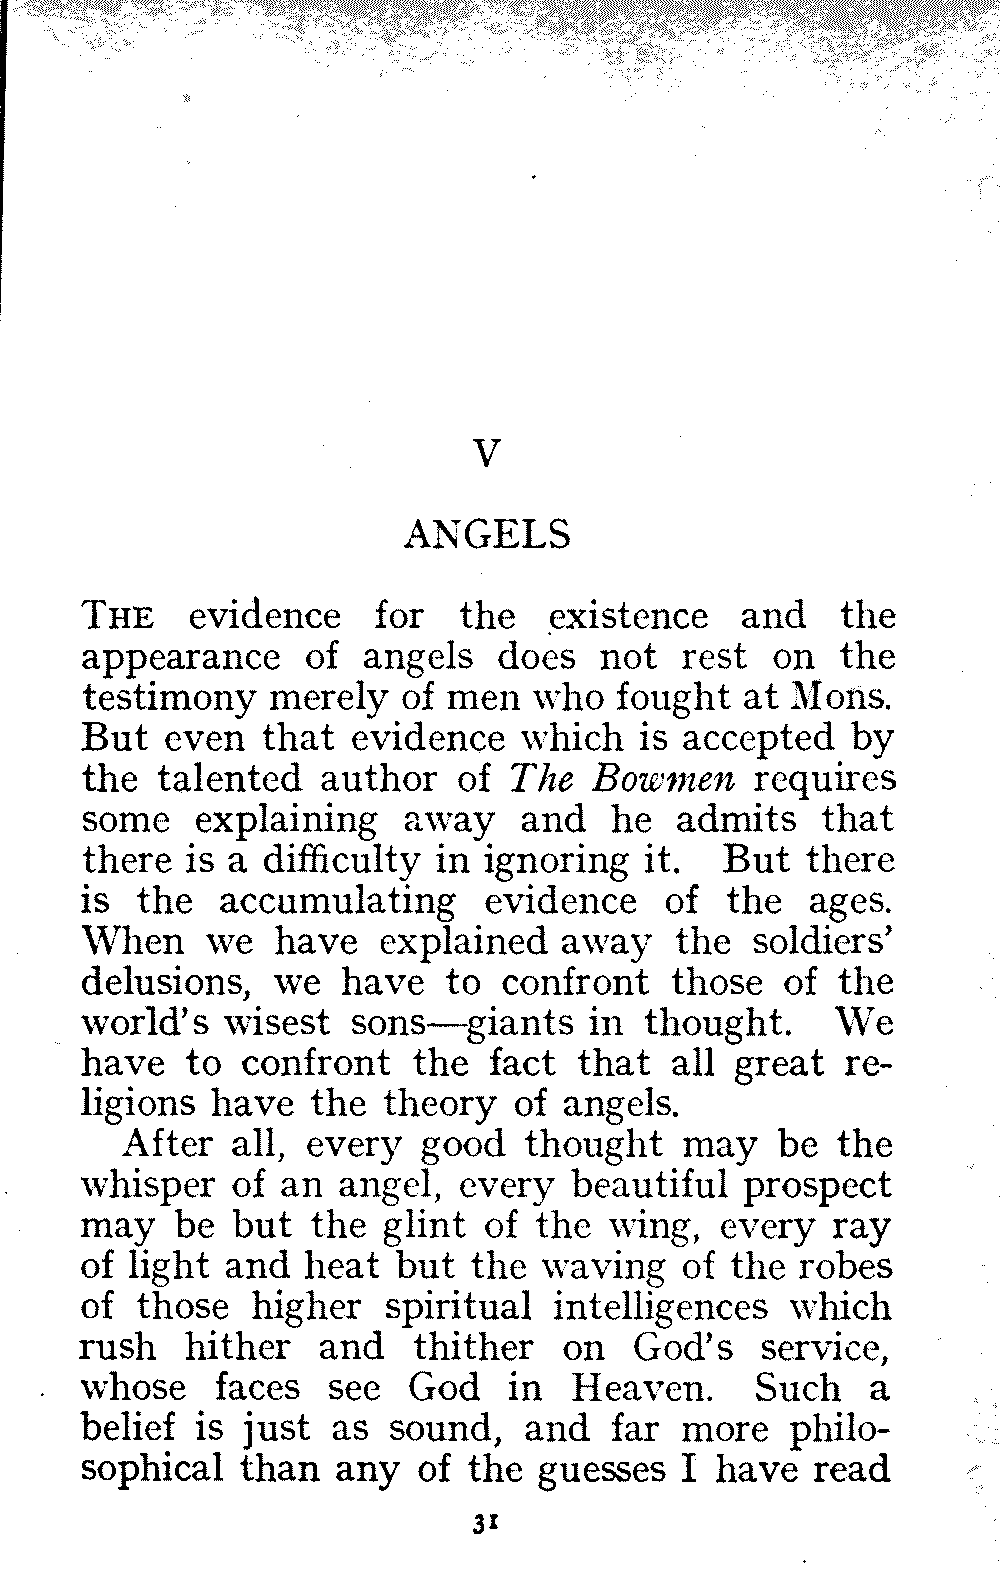 V
ANGELS
THE evidence for the existence and the
appearance of angels does not rest on the
testimony merely of men who fought at Mons.
But even that evidence which is accepted by
the talented author of The Bowmen requires
some explaining away and he admits that
there is a difficulty in ignoring it. But there
is the accumulating evidence of the ages.
When we have explained away the soldiers'
delusions, we have to confront those of the
world's wisest sons—giants in thought. We
have to confront the fact that all great re-
ligions have the theory of angels.
After all, every good thought may be the
whisper of an angel, every beautiful prospect
may be but the glint of the wing, every ray
of light and heat but the waving of the robes
of those higher spiritual intelligences which
rush hither and thither on God's service,
whose faces see God in Heaven. Such a
belief is just as sound, and far more philo-
sophical than any of the guesses I have read
31